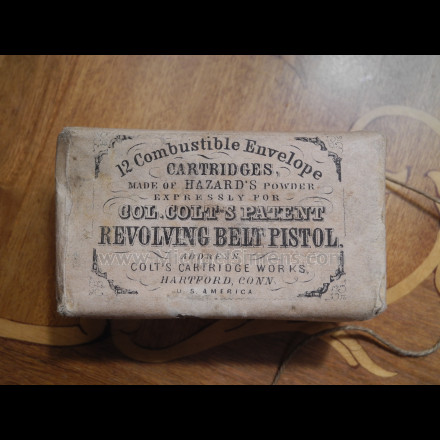 12 Combustible Envelope
CARTRIDGES,
MADE OF HAZARD'S POWDER
EXPRESSLY FOR
COL. COLT'S PATENT
REVOLVING BELT PISTOL.
ADDRESS
COLT'S CARTRIDGE WORKS,
HARTFORD, CONN.
U.S. AMERICA